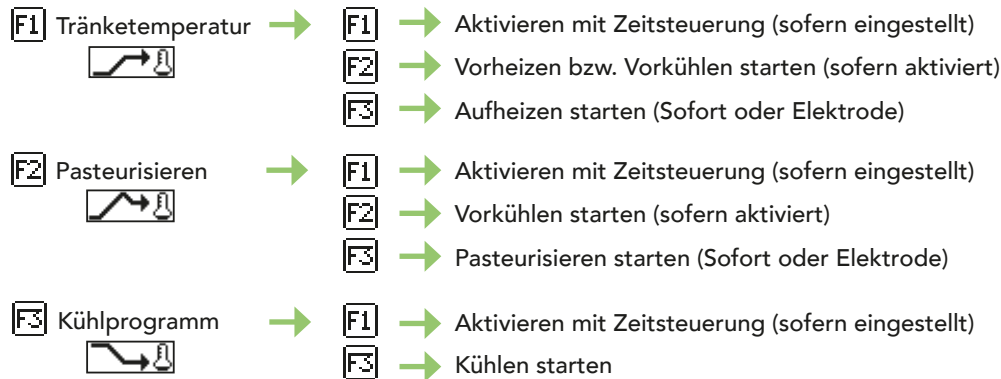 F1 Tränketemperatur F1 Aktivieren mit Zeitsteuerung (sofern eingestellt)
F2 Vorheizen bzw. Vorkühlen starten (sofern aktiviert)
F3 Aufheizen starten (Sofort oder Elektrode)
F2 Pasteurisieren F1 Aktivieren mit Zeitsteuerung (sofern eingestellt)
F2 Vorkühlen starten (sofern aktiviert)
F3 Pasteurisieren starten (Sofort oder Elektrode)
F3 Kühlprogramm F1 Aktivieren mit Zeitsteuerung (sofern eingestellt)
F3 Kühlen starten